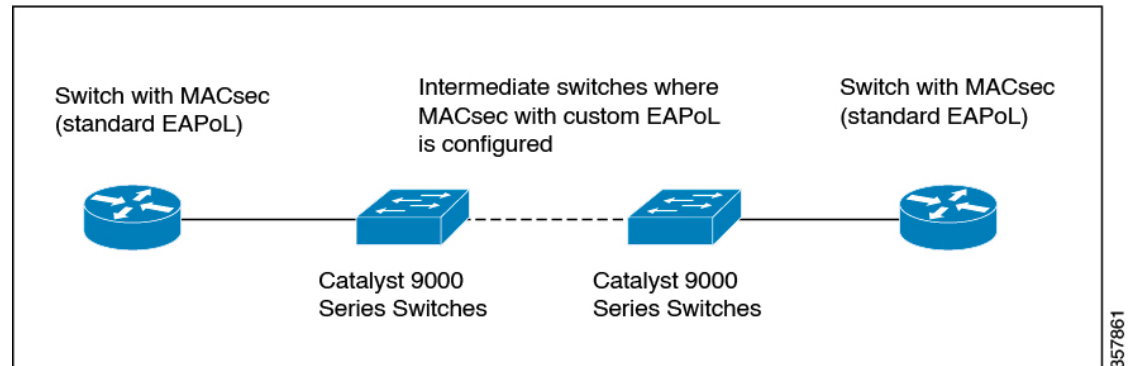 Switch with MACsec
(standard EAPoL)
Intermediate switches where
MACsec with custom EAPoL
is configured
Switch with MACsec
(standard EAPoL)
Catalyst 9000
Series Switches
Catalyst 9000
Series Switches
357861